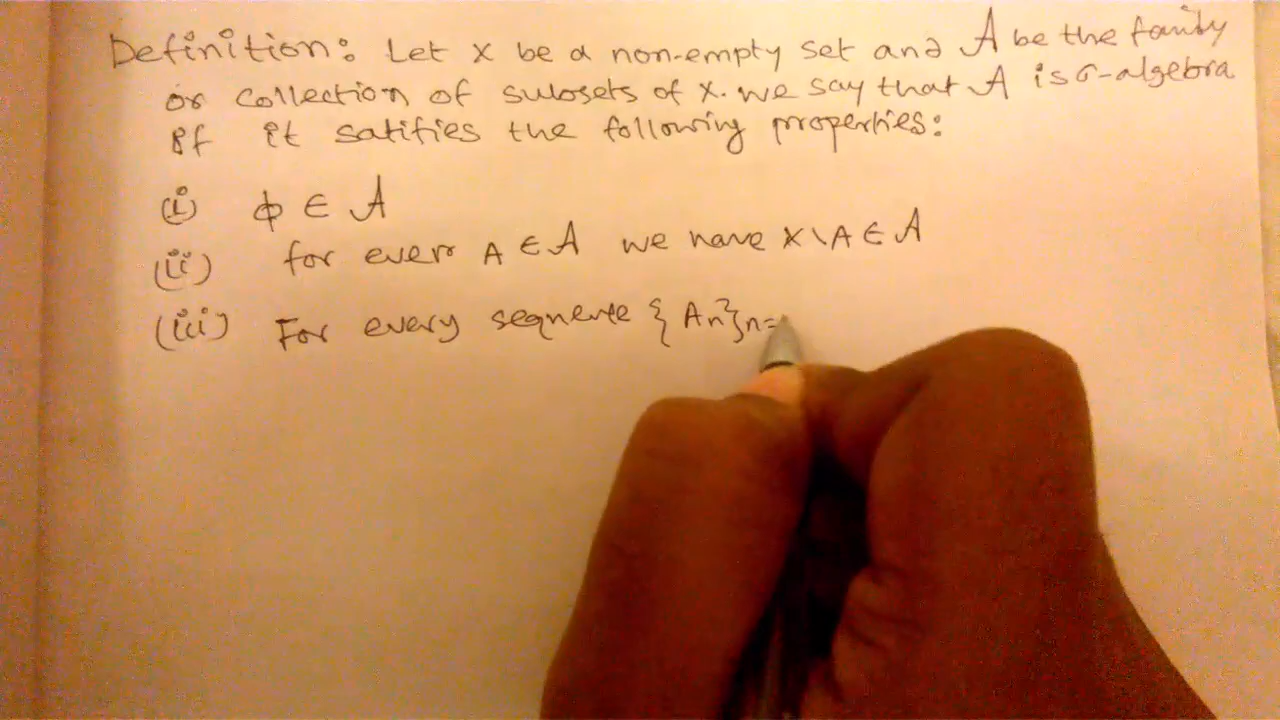 Definition: Let X be a non-empty set and A be the famly
or collection of subsets of X. we say that A is σ-algebra
if it satifies the following properties:
(i) ϕ ∈ A
(ii) for ever A ∈ A we have X \ A ∈ A
(iii) For every sequence { An}n=